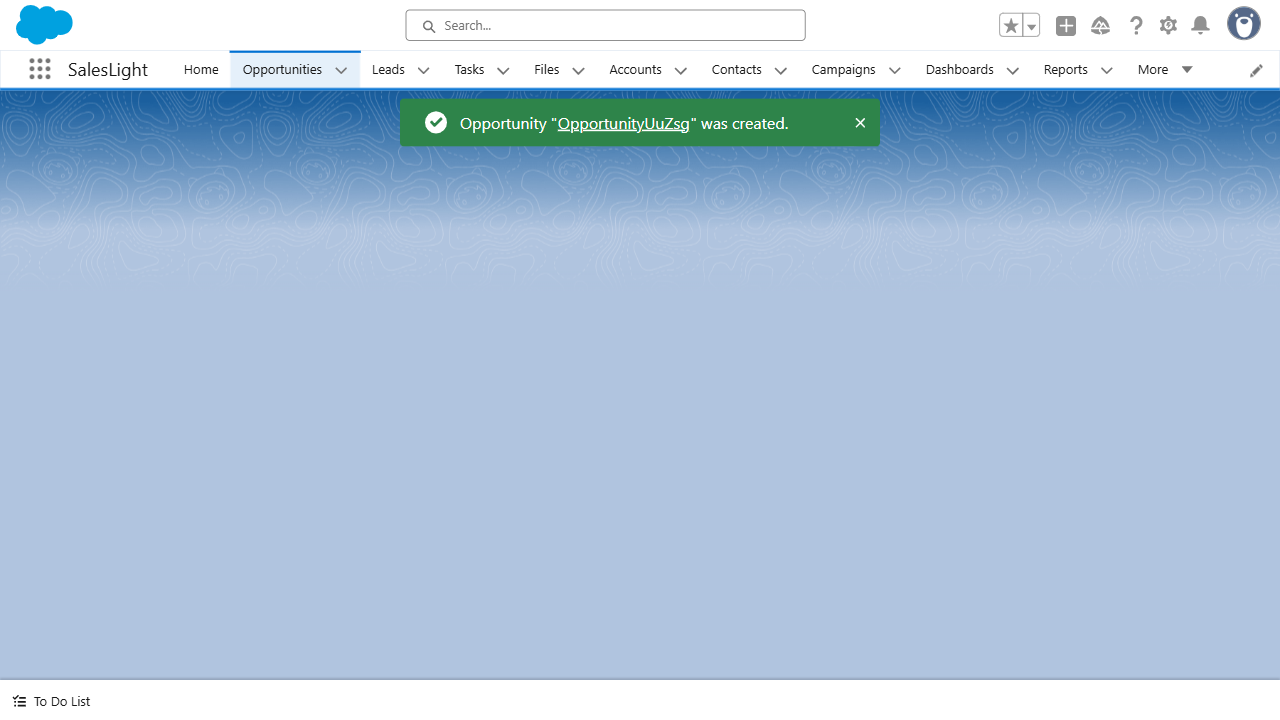 Search...
SalesLight
Home
Opportunities
Leads
Tasks
Files
Accounts
Contacts
Campaigns
Dashboards
Reports
More
Opportunity "OpportunityUuZsg" was created.
To Do List